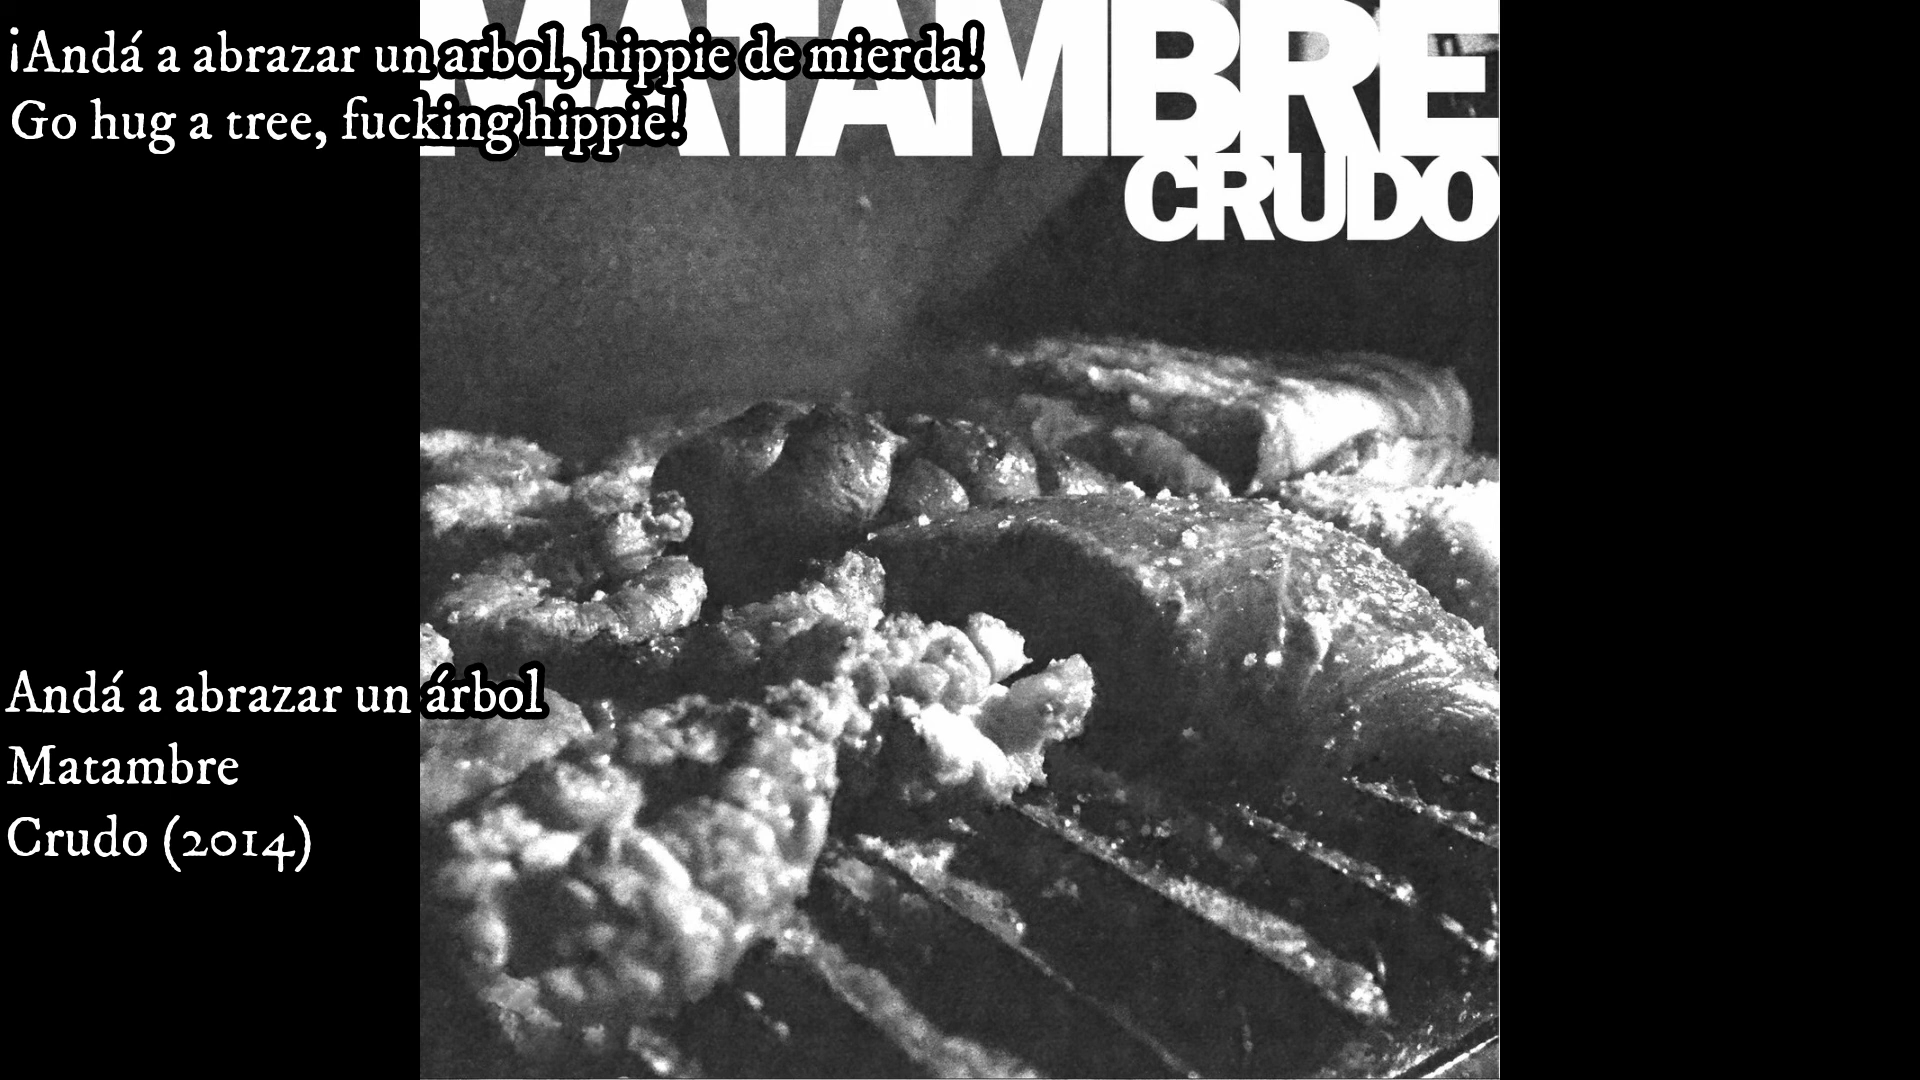 MATAMBRE
CRUDO
¡Andá a abrazar un arbol, hippie de mierda!
Go hug a tree, fucking hippie!
Andá a abrazar un árbol
Matambre
Crudo (2014)